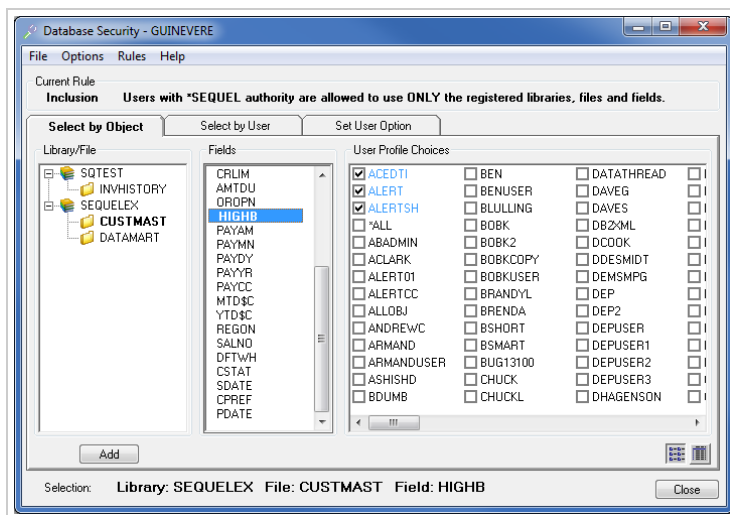 Database Security - GUINEVERE
File Options Rules Help
Current Rule
Inclusion Users with *SEQUEL authority are allowed to use ONLY the registered libraries, files and fields.
Select by Object Select by User Set User Option
Library/File
SQTEST
INVHISTORY
SEQUELEX
CUSTMAST
DATAMART
Fields
CRLIM
AMTDU
OROPN
HIGHB
PAYAM
PAYMN
PAYDY
PAYYR
PAYCC
MTD$C
YTD$C
REGON
SALNO
DFTWH
CSTAT
SDATE
CPREF
PDATE
User Profile Choices
ACEDTI BEN DATATHREAD
ALERT BENUSER DAVEG
ALERTSH BLULLING DAVES
*ALL BOBK DB2XML
ABADMIN BOBK2 DCOOK
ACLARK BOBKCOPY DDESMIDT
ALERT01 BOBKUSER DEMSMPG
ALERTCC BRANDYL DEP
ALLOBJ BRENDA DEP2
ANDREWC BSHORT DEPUSER
ARMAND BSMART DEPUSER1
ARMANDUSER BUG13100 DEPUSER2
ASHISHD CHUCK DEPUSER3
BDUMB CHUCKL DHAGENSON
Add
Selection: Library: SEQUELEX File: CUSTMAST Field: HIGHB
Close